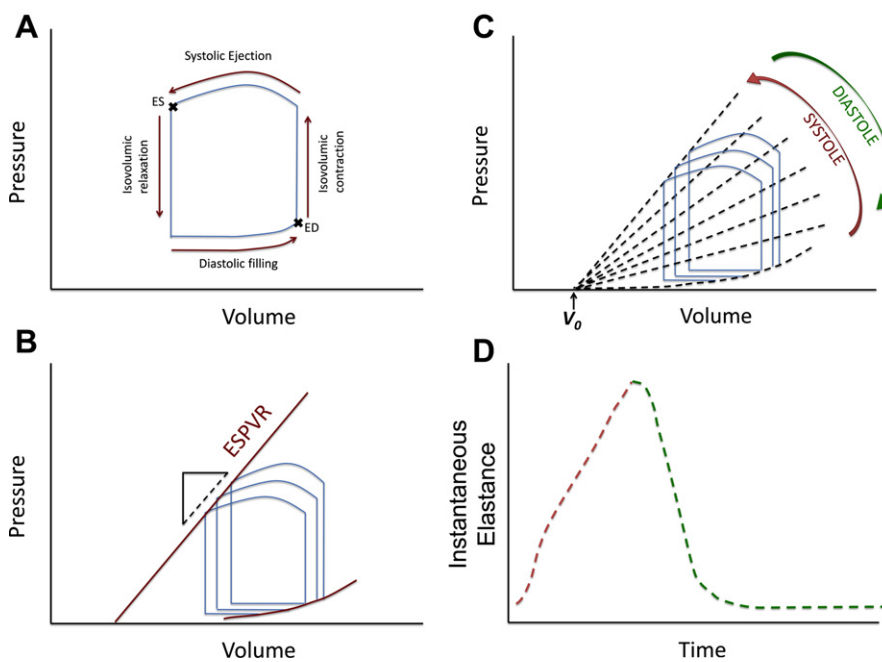 A
Systolic Ejection
ES
Isovolumic
relaxation
Isovolumic
contraction
ED
Diastolic filling
Pressure
Volume
B
ESPVR
Pressure
Volume
C
DIASTOLE
SYSTOLE
Pressure
V0
Volume
D
Instantaneous
Elastance
Time